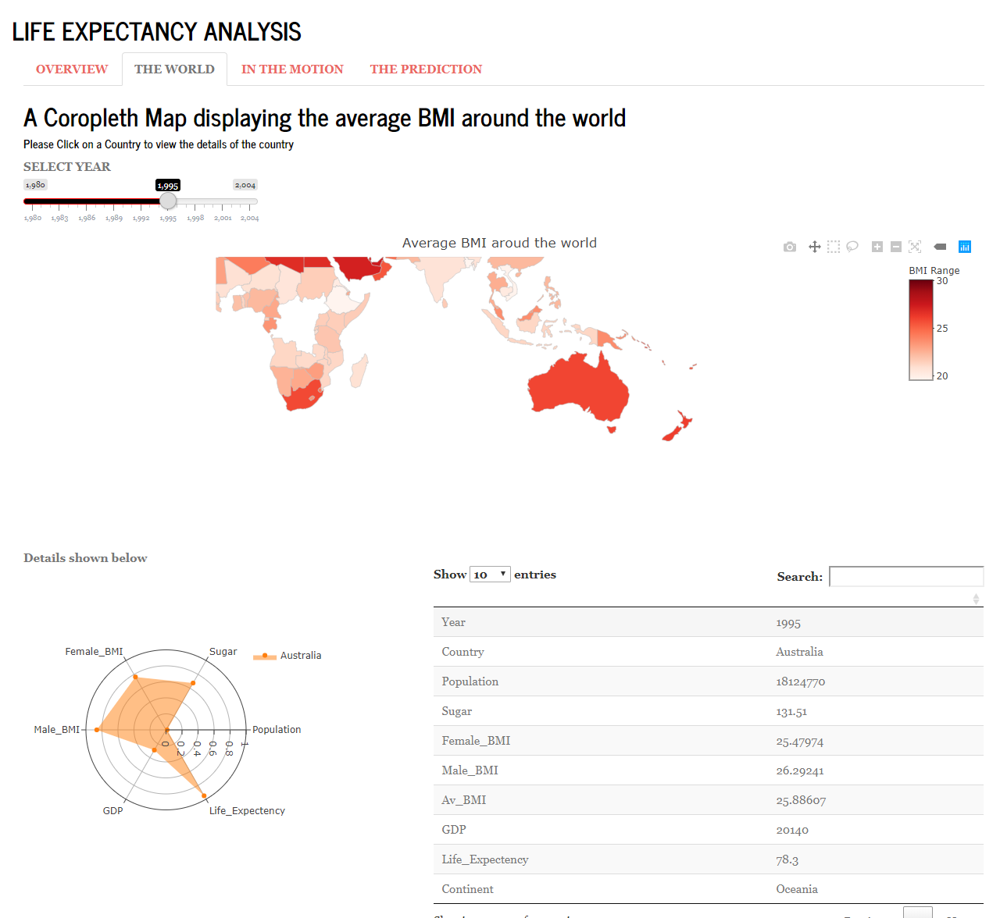 LIFE EXPECTANCY ANALYSIS
OVERVIEW THE WORLD IN THE MOTION THE PREDICTION
A Coropleth Map displaying the average BMI around the world
Please Click on a Country to view the details of the country
SELECT YEAR
1,980 1,995 2,004
1,980 1,983 1,986 1,989 1,992 1,995 1,998 2,001 2,004
Average BMI aroud the world
BMI Range
30
25
20
Details shown below
Show 10 entries Search:
Female_BMI Sugar Australia
Male_BMI Population
0 0.2 0.4 0.6 0.8 1
GDP Life_Expectency
Year 1995
Country Australia
Population 18124770
Sugar 131.51
Female_BMI 25.47974
Male_BMI 26.29241
Av_BMI 25.88607
GDP 20140
Life_Expectency 78.3
Continent Oceania